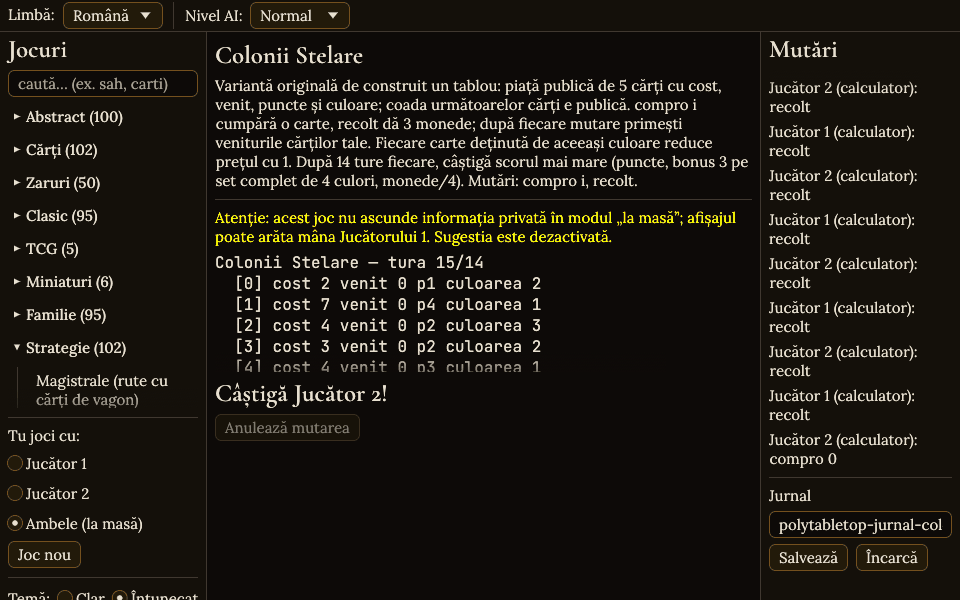 Limbă: Română Nivel AI: Normal
Jocuri
caută... (ex. sah, carti)
Abstract (100)
Cărți (102)
Zaruri (50)
Clasic (95)
TCG (5)
Miniaturi (6)
Familie (95)
Strategie (102)
Magistrale (rute cu
cărți de vagon)
Tu joci cu:
Jucător 1
Jucător 2
Ambele (la masă)
Joc nou
Temă: Clar Întunecat
Colonii Stelare
Variantă originală de construit un tablou: piață publică de 5 cărți cu cost,
venit, puncte și culoare; coada următoarelor cărți e publică. compro i
cumpără o carte, recolt dă 3 monede; după fiecare mutare primești
veniturile cărților tale. Fiecare carte deținută de aceeași culoare reduce
prețul cu 1. După 14 ture fiecare, câștigă scorul mai mare (puncte, bonus 3 pe
set complet de 4 culori, monede/4). Mutări: compro i, recolt.
Atenție: acest joc nu ascunde informația privată în modul „la masă”; afișajul
poate arăta mâna Jucătorului 1. Sugestia este dezactivată.
Colonii Stelare — tura 15/14
[0] cost 2 venit 0 p1 culoarea 2
[1] cost 7 venit 0 p4 culoarea 1
[2] cost 4 venit 0 p2 culoarea 3
[3] cost 3 venit 0 p2 culoarea 2
[4] cost 4 venit 0 p3 culoarea 1
Câștigă Jucător 2!
Anulează mutarea
Mutări
Jucător 2 (calculator):
recolt
Jucător 1 (calculator):
recolt
Jucător 2 (calculator):
recolt
Jucător 1 (calculator):
recolt
Jucător 2 (calculator):
recolt
Jucător 1 (calculator):
recolt
Jucător 2 (calculator):
recolt
Jucător 1 (calculator):
recolt
Jucător 2 (calculator):
compro 0
Jurnal
polytabletop-jurnal-col
Salvează Încarcă